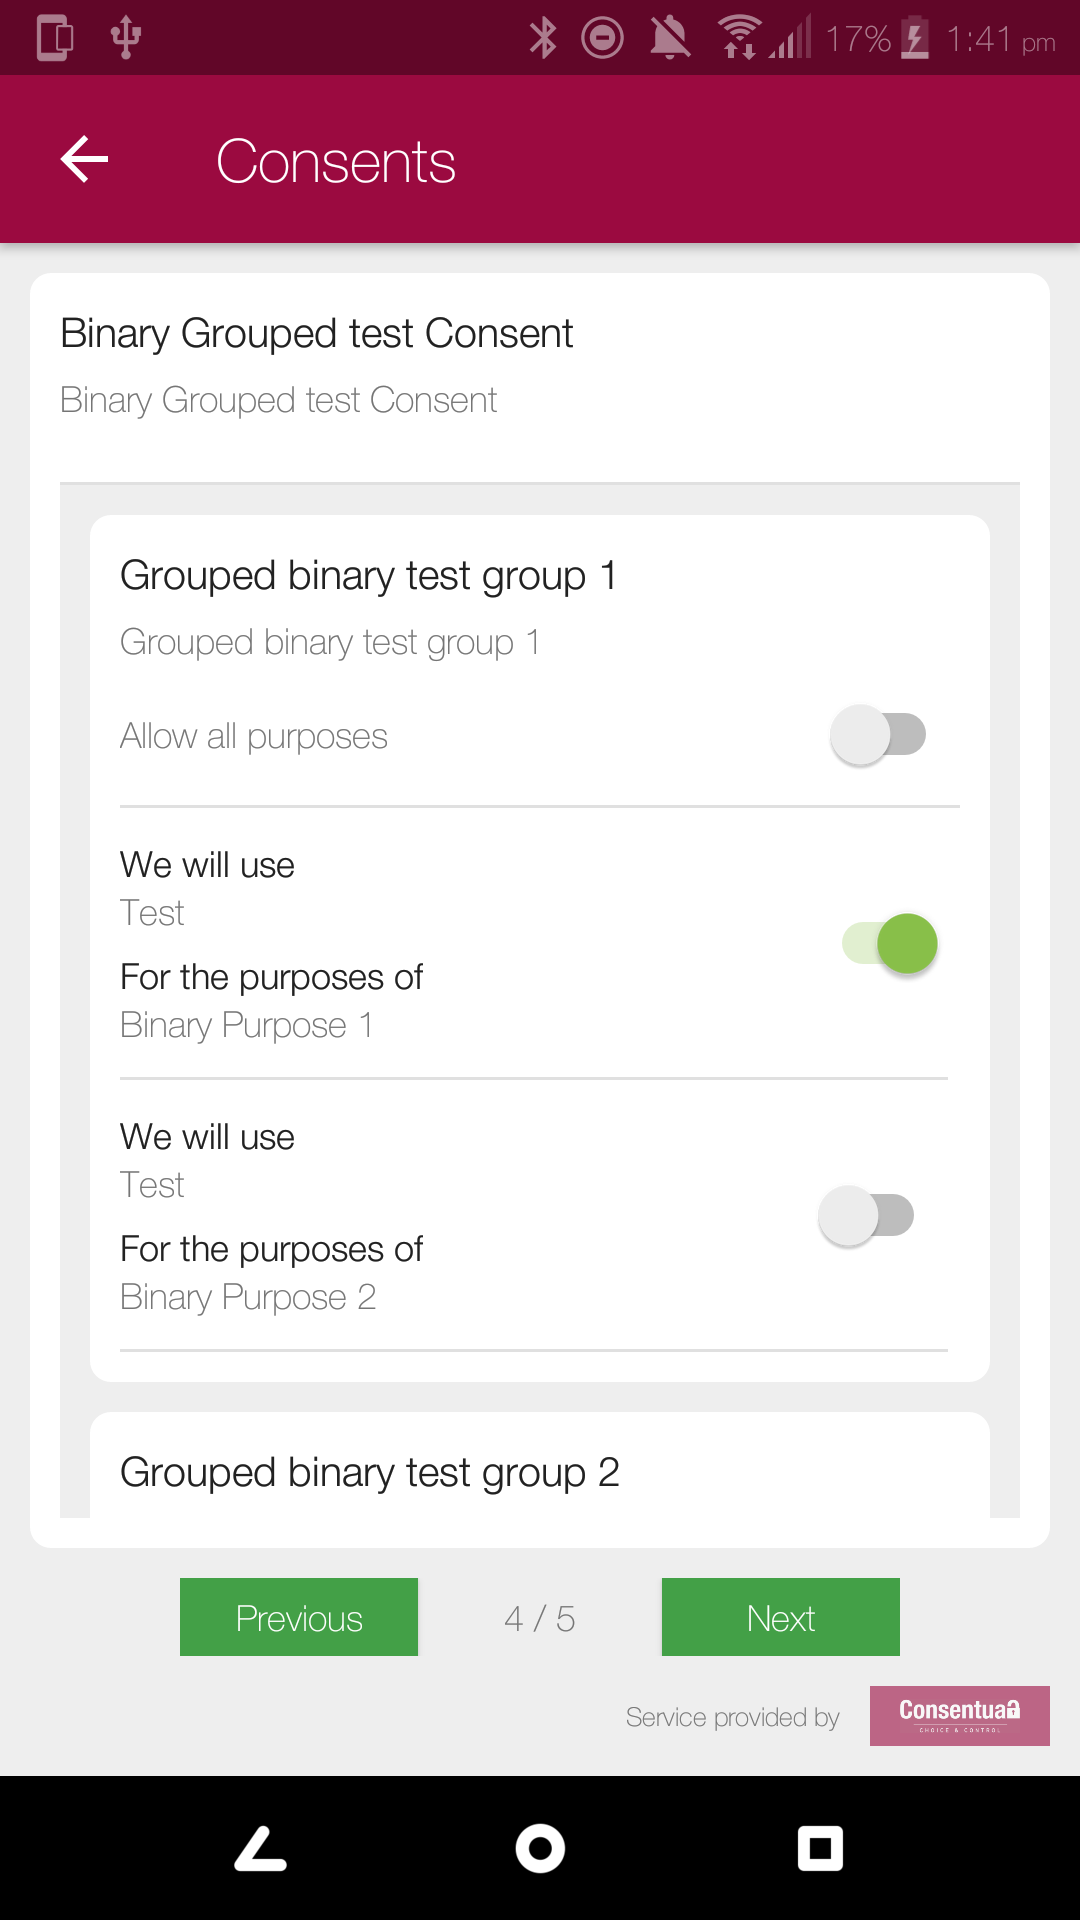 17% 1:41 pm
Consents
Binary Grouped test Consent
Binary Grouped test Consent
Grouped binary test group 1
Grouped binary test group 1
Allow all purposes
We will use
Test
For the purposes of
Binary Purpose 1
We will use
Test
For the purposes of
Binary Purpose 2
Grouped binary test group 2
Previous 4 / 5 Next
Service provided by Consentua
CHOICE & CONTROL